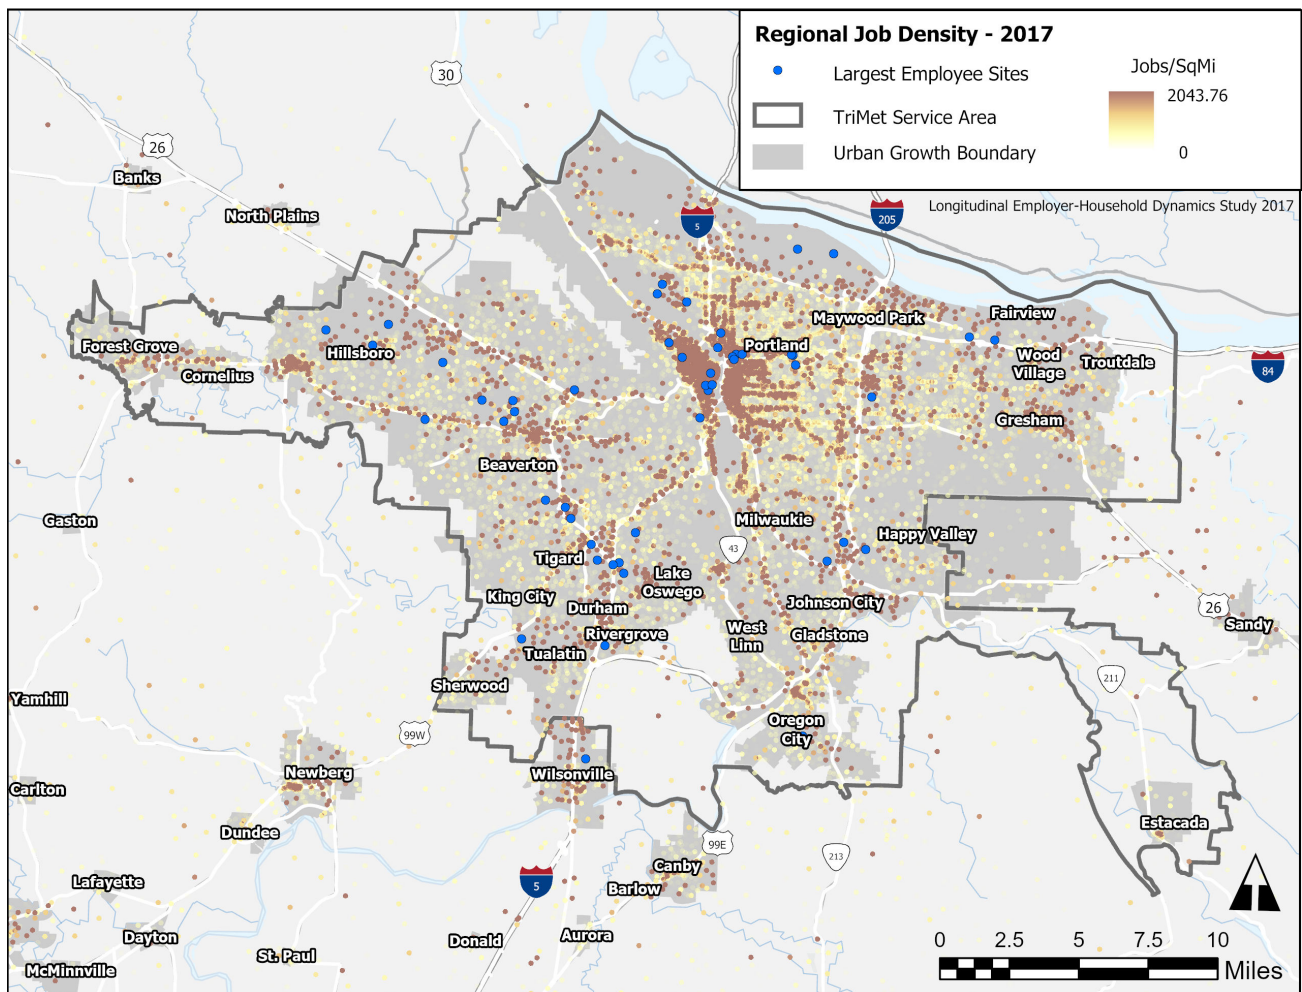 Regional Job Density - 2017
Largest Employee Sites
TriMet Service Area
Urban Growth Boundary
Jobs/SqMi
2043.76
0
Longitudinal Employer-Household Dynamics Study 2017
30
26
Banks
North Plains
5
205
Forest Grove
Cornelius
Hillsboro
Portland
Maywood Park
Fairview
Wood
Village
Troutdale
84
Gresham
Beaverton
Gaston
Milwaukie
43
Happy Valley
Tigard
Lake
Oswego
King City
Durham
Johnson City
26
Sandy
Rivergrove
West
Linn
Gladstone
Tualatin
Sherwood
211
Yamhill
99W
Oregon
City
Newberg
Wilsonville
Carlton
Dundee
Estacada
99E
213
Canby
5
Barlow
Lafayette
Dayton
Donald
Aurora
St. Paul
McMinnville
0
2.5
5
7.5
10
Miles